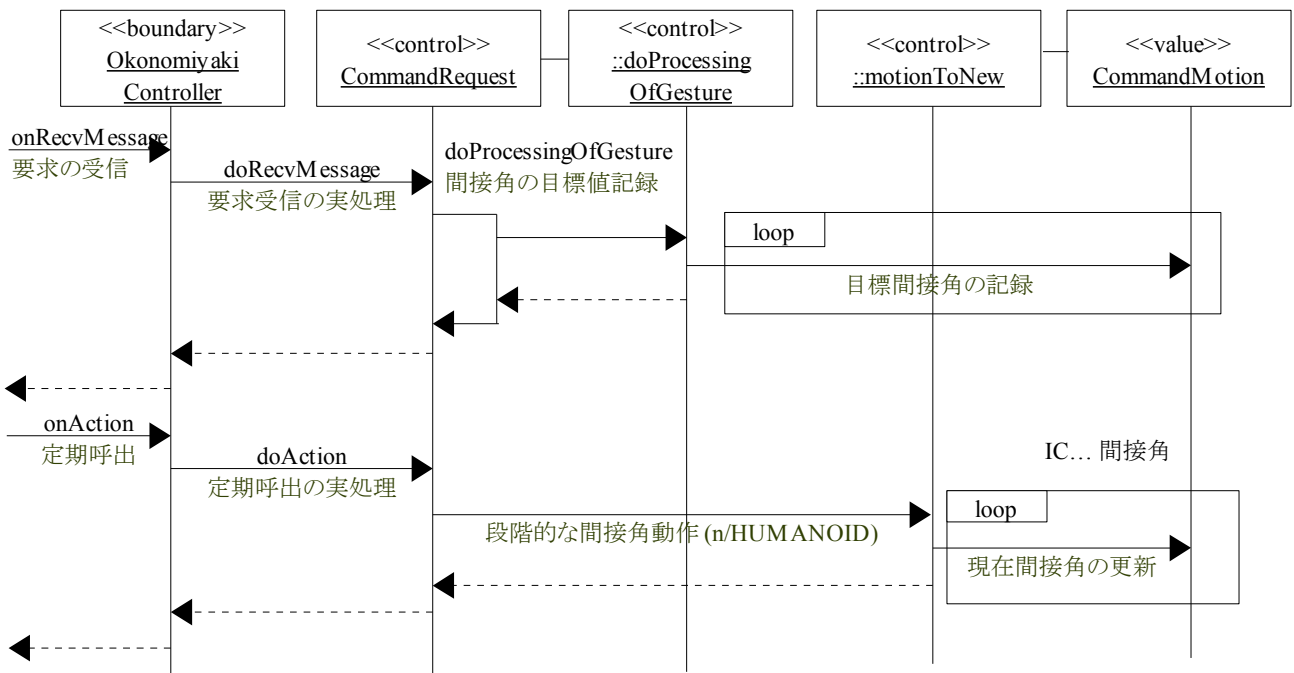 <<boundary>>
Okonomiyaki
Controller
<<control>>
CommandRequest
<<control>>
::doProcessing
OfGesture
<<control>>
::motionToNew
<<value>>
CommandMotion
onRecvMessage
要求の受信
doRecvMessage
要求受信の実処理
doProcessingOfGesture
間接角の目標値記録
loop
目標間接角の記録
onAction
定期呼出
doAction
定期呼出の実処理
IC… 間接角
loop
段階的な間接角動作 (n/HUMANOID)
現在間接角の更新